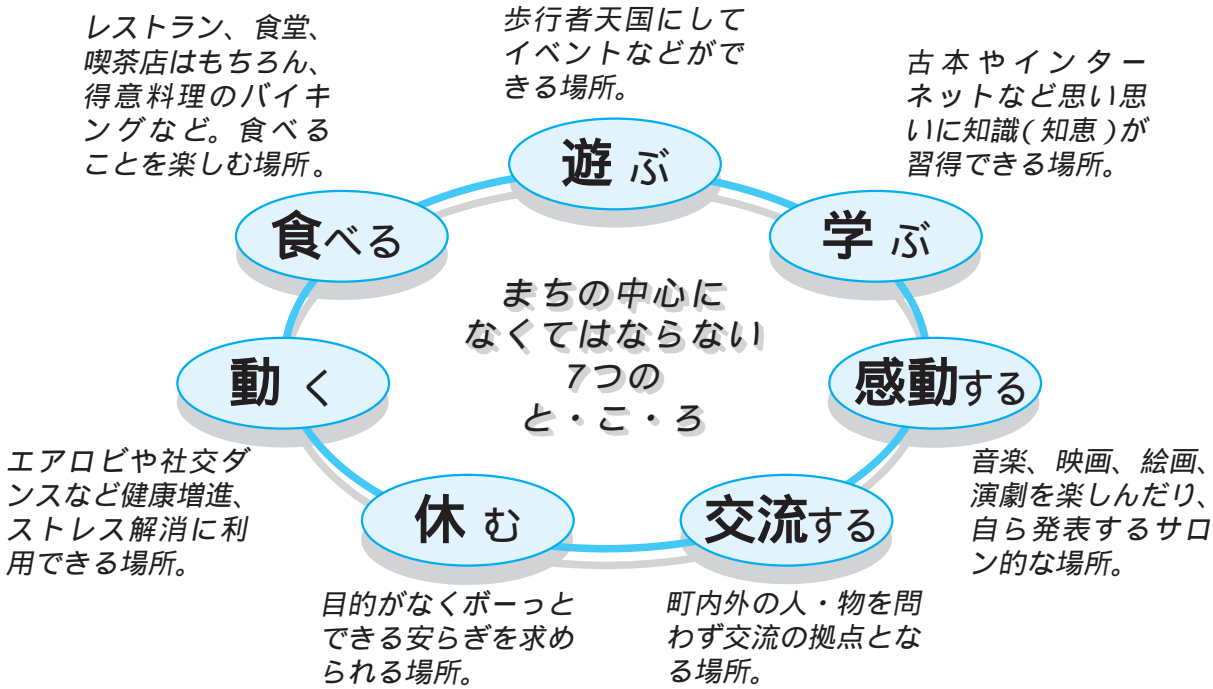 歩行者天国にして
イベントなどがで
きる場所。
遊ぶ
古本やインター
ネットなど思い思
いに知識(知恵)が
習得できる場所。
学ぶ
感動する
音楽、映画、絵画、
演劇を楽しんだり、
自ら発表するサロ
ン的な場所。
交流する
町内外の人・物を問
わず交流の拠点とな
る場所。
休む
目的がなくボーっと
できる安らぎを求め
られる場所。
動く
エアロビや社交ダ
ンスなど健康増進、
ストレス解消に利
用できる場所。
食べる
レストラン、食堂、
喫茶店はもちろん、
得意料理のバイキ
ングなど。食べる
ことを楽しむ場所。
まちの中心に
なくてはならない
7つの
と・こ・ろ